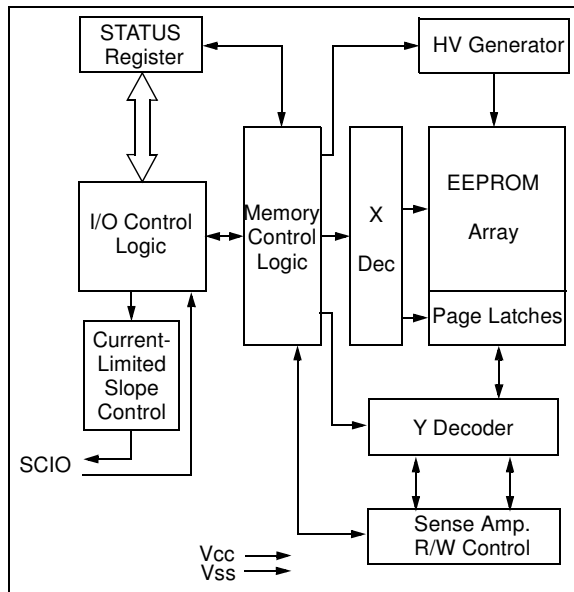 STATUS
Register
HV Generator
I/O Control
Logic
Memory
Control
Logic
X
Dec
EEPROM
Array
Page Latches
Current-
Limited
Slope
Control
Y Decoder
SCIO
Sense Amp.
R/W Control
Vcc
Vss